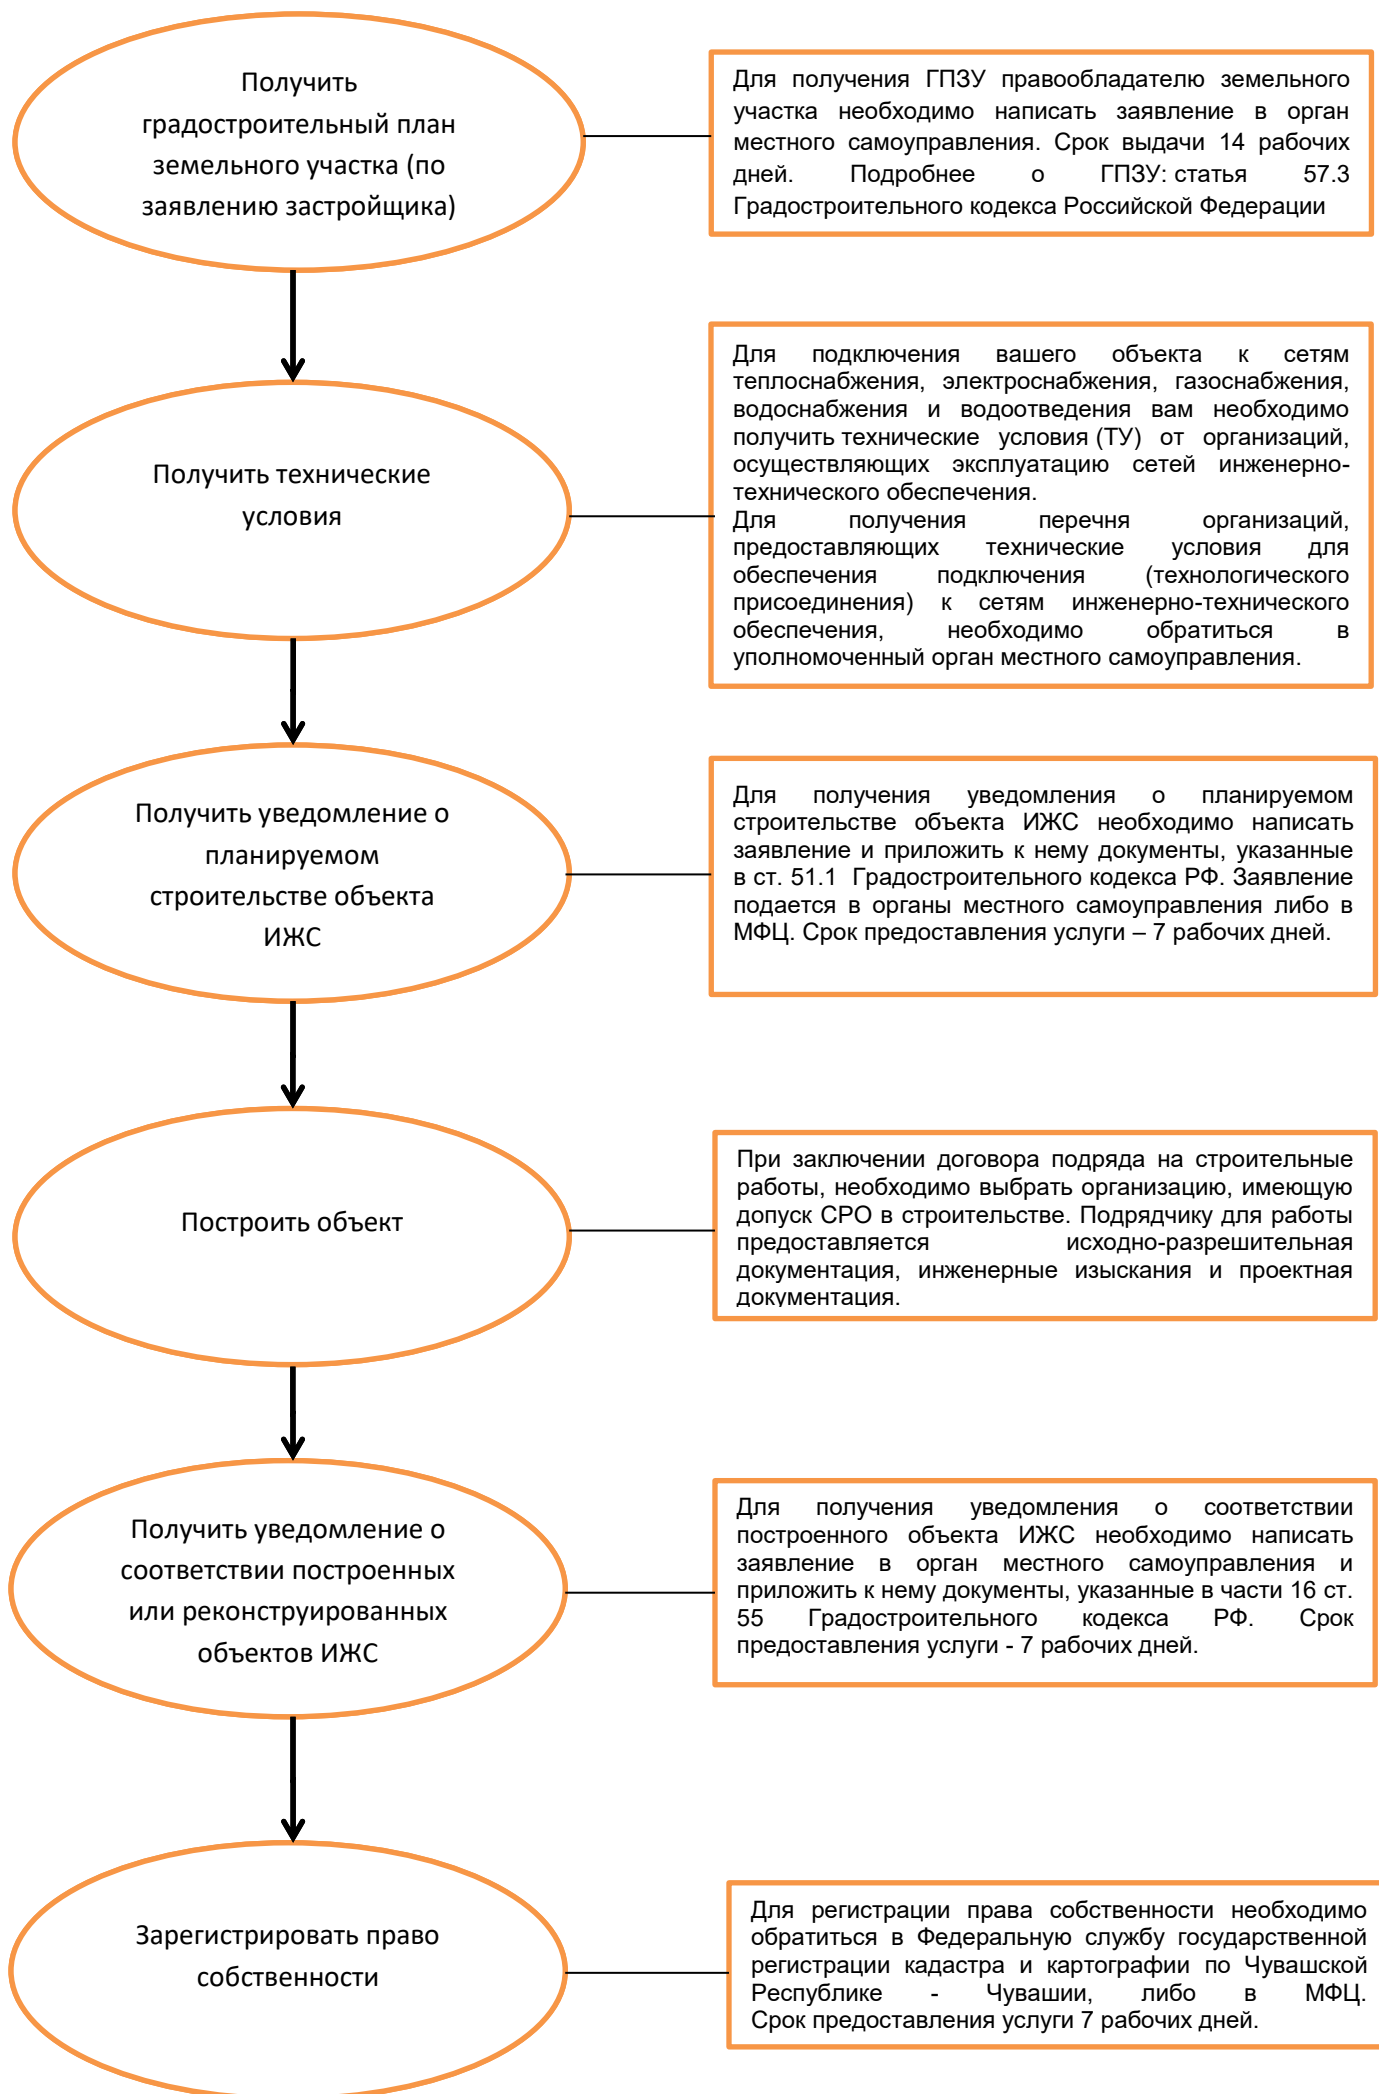 Получить
градостроительный план
земельного участка (по
заявлению застройщика)
Для получения ГПЗУ правообладателю земельного
участка необходимо написать заявление в орган
местного самоуправления. Срок выдачи 14 рабочих
дней. Подробнее о ГПЗУ: статья 57.3
Градостроительного кодекса Российской Федерации
Получить технические
условия
Для подключения вашего объекта к сетям
теплоснабжения, электроснабжения, газоснабжения,
водоснабжения и водоотведения вам необходимо
получить технические условия (ТУ) от организаций,
осуществляющих эксплуатацию сетей инженерно-
технического обеспечения.
Для получения перечня организаций,
предоставляющих технические условия для
обеспечения подключения (технологического
присоединения) к сетям инженерно-технического
обеспечения, необходимо обратиться в
уполномоченный орган местного самоуправления.
Получить уведомление о
планируемом
строительстве объекта
ИЖС
Для получения уведомления о планируемом
строительстве объекта ИЖС необходимо написать
заявление и приложить к нему документы, указанные
в ст. 51.1 Градостроительного кодекса РФ. Заявление
подается в органы местного самоуправления либо в
МФЦ. Срок предоставления услуги – 7 рабочих дней.
Построить объект
При заключении договора подряда на строительные
работы, необходимо выбрать организацию, имеющую
допуск СРО в строительстве. Подрядчику для работы
предоставляется исходно-разрешительная
документация, инженерные изыскания и проектная
документация.
Получить уведомление о
соответствии построенных
или реконструированных
объектов ИЖС
Для получения уведомления о соответствии
построенного объекта ИЖС необходимо написать
заявление в орган местного самоуправления и
приложить к нему документы, указанные в части 16 ст.
55 Градостроительного кодекса РФ. Срок
предоставления услуги - 7 рабочих дней.
Зарегистрировать право
собственности
Для регистрации права собственности необходимо
обратиться в Федеральную службу государственной
регистрации кадастра и картографии по Чувашской
Республике - Чувашии, либо в МФЦ.
Срок предоставления услуги 7 рабочих дней.